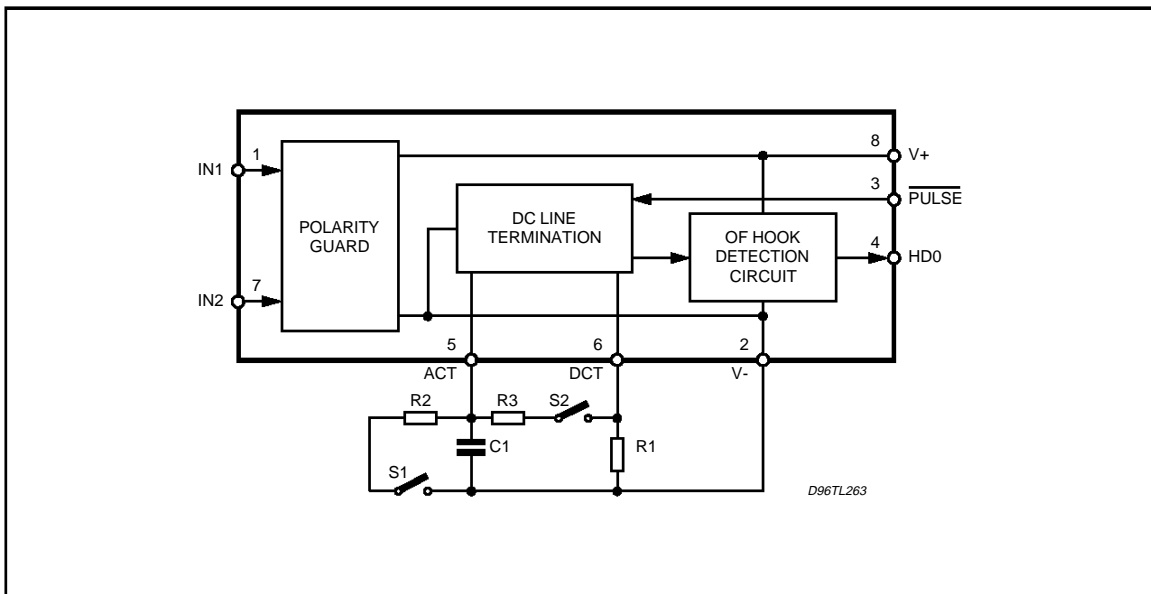 8
V+
1
IN1
3
PULSE
POLARITY
GUARD
DC LINE
TERMINATION
OF HOOK
DETECTION
CIRCUIT
4
HD0
7
IN2
5
ACT
6
DCT
2
V-
R2
R3
S2
C1
R1
S1
D96TL263